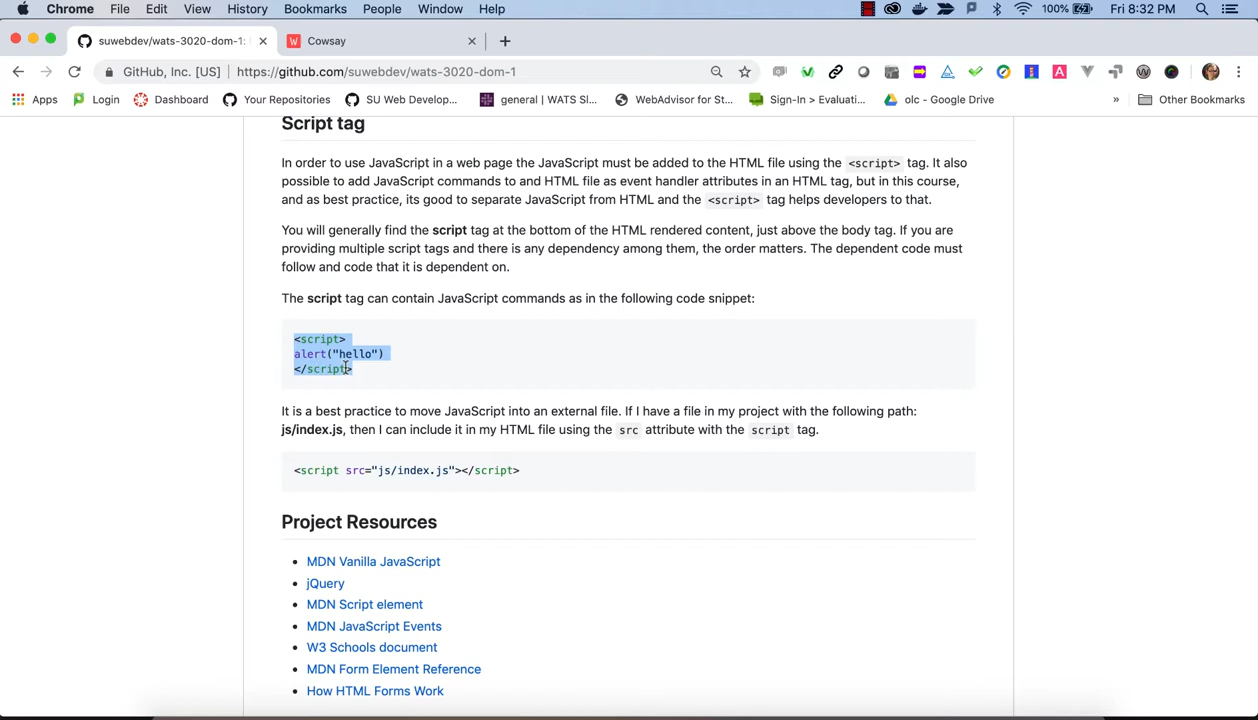 Chrome File Edit View History Bookmarks People Window Help 100% Fri 8:32 PM
suwebdev/wats-3020-dom-1: Cowsay
GitHub, Inc. [US] https://github.com/suwebdev/wats-3020-dom-1
Apps Login Dashboard Your Repositories SU Web Develop... general | WATS Sl... WebAdvisor for St... Sign-In > Evaluati... olc - Google Drive » Other Bookmarks
Script tag
In order to use JavaScript in a web page the JavaScript must be added to the HTML file using the <script> tag. It also
possible to add JavaScript commands to and HTML file as event handler attributes in an HTML tag, but in this course,
and as best practice, its good to separate JavaScript from HTML and the <script> tag helps developers to that.
You will generally find the script tag at the bottom of the HTML rendered content, just above the body tag. If you are
providing multiple script tags and there is any dependency among them, the order matters. The dependent code must
follow and code that it is dependent on.
The script tag can contain JavaScript commands as in the following code snippet:
<script>
alert("hello")
</script>
It is a best practice to move JavaScript into an external file. If I have a file in my project with the following path:
js/index.js, then I can include it in my HTML file using the src attribute with the script tag.
<script src="js/index.js"></script>
Project Resources
MDN Vanilla JavaScript
jQuery
MDN Script element
MDN JavaScript Events
W3 Schools document
MDN Form Element Reference
How HTML Forms Work